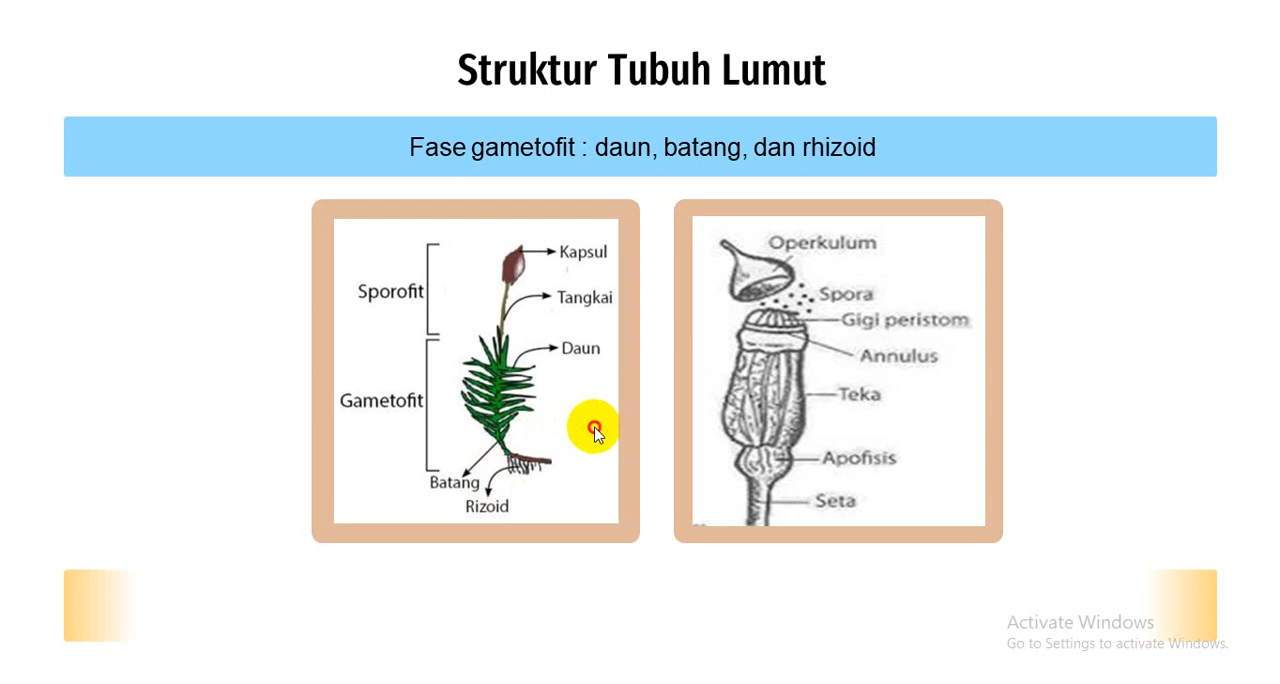 Struktur Tubuh Lumut
Fase gametofit : daun, batang, dan rhizoid
Kapsul
Sporofit
Tangkai
Daun
Gametofit
Batang
Rizoid
Operkulum
Spora
Gigi peristom
Annulus
Teka
Apofisis
Seta
Activate Windows
Go to Settings to activate Windows.